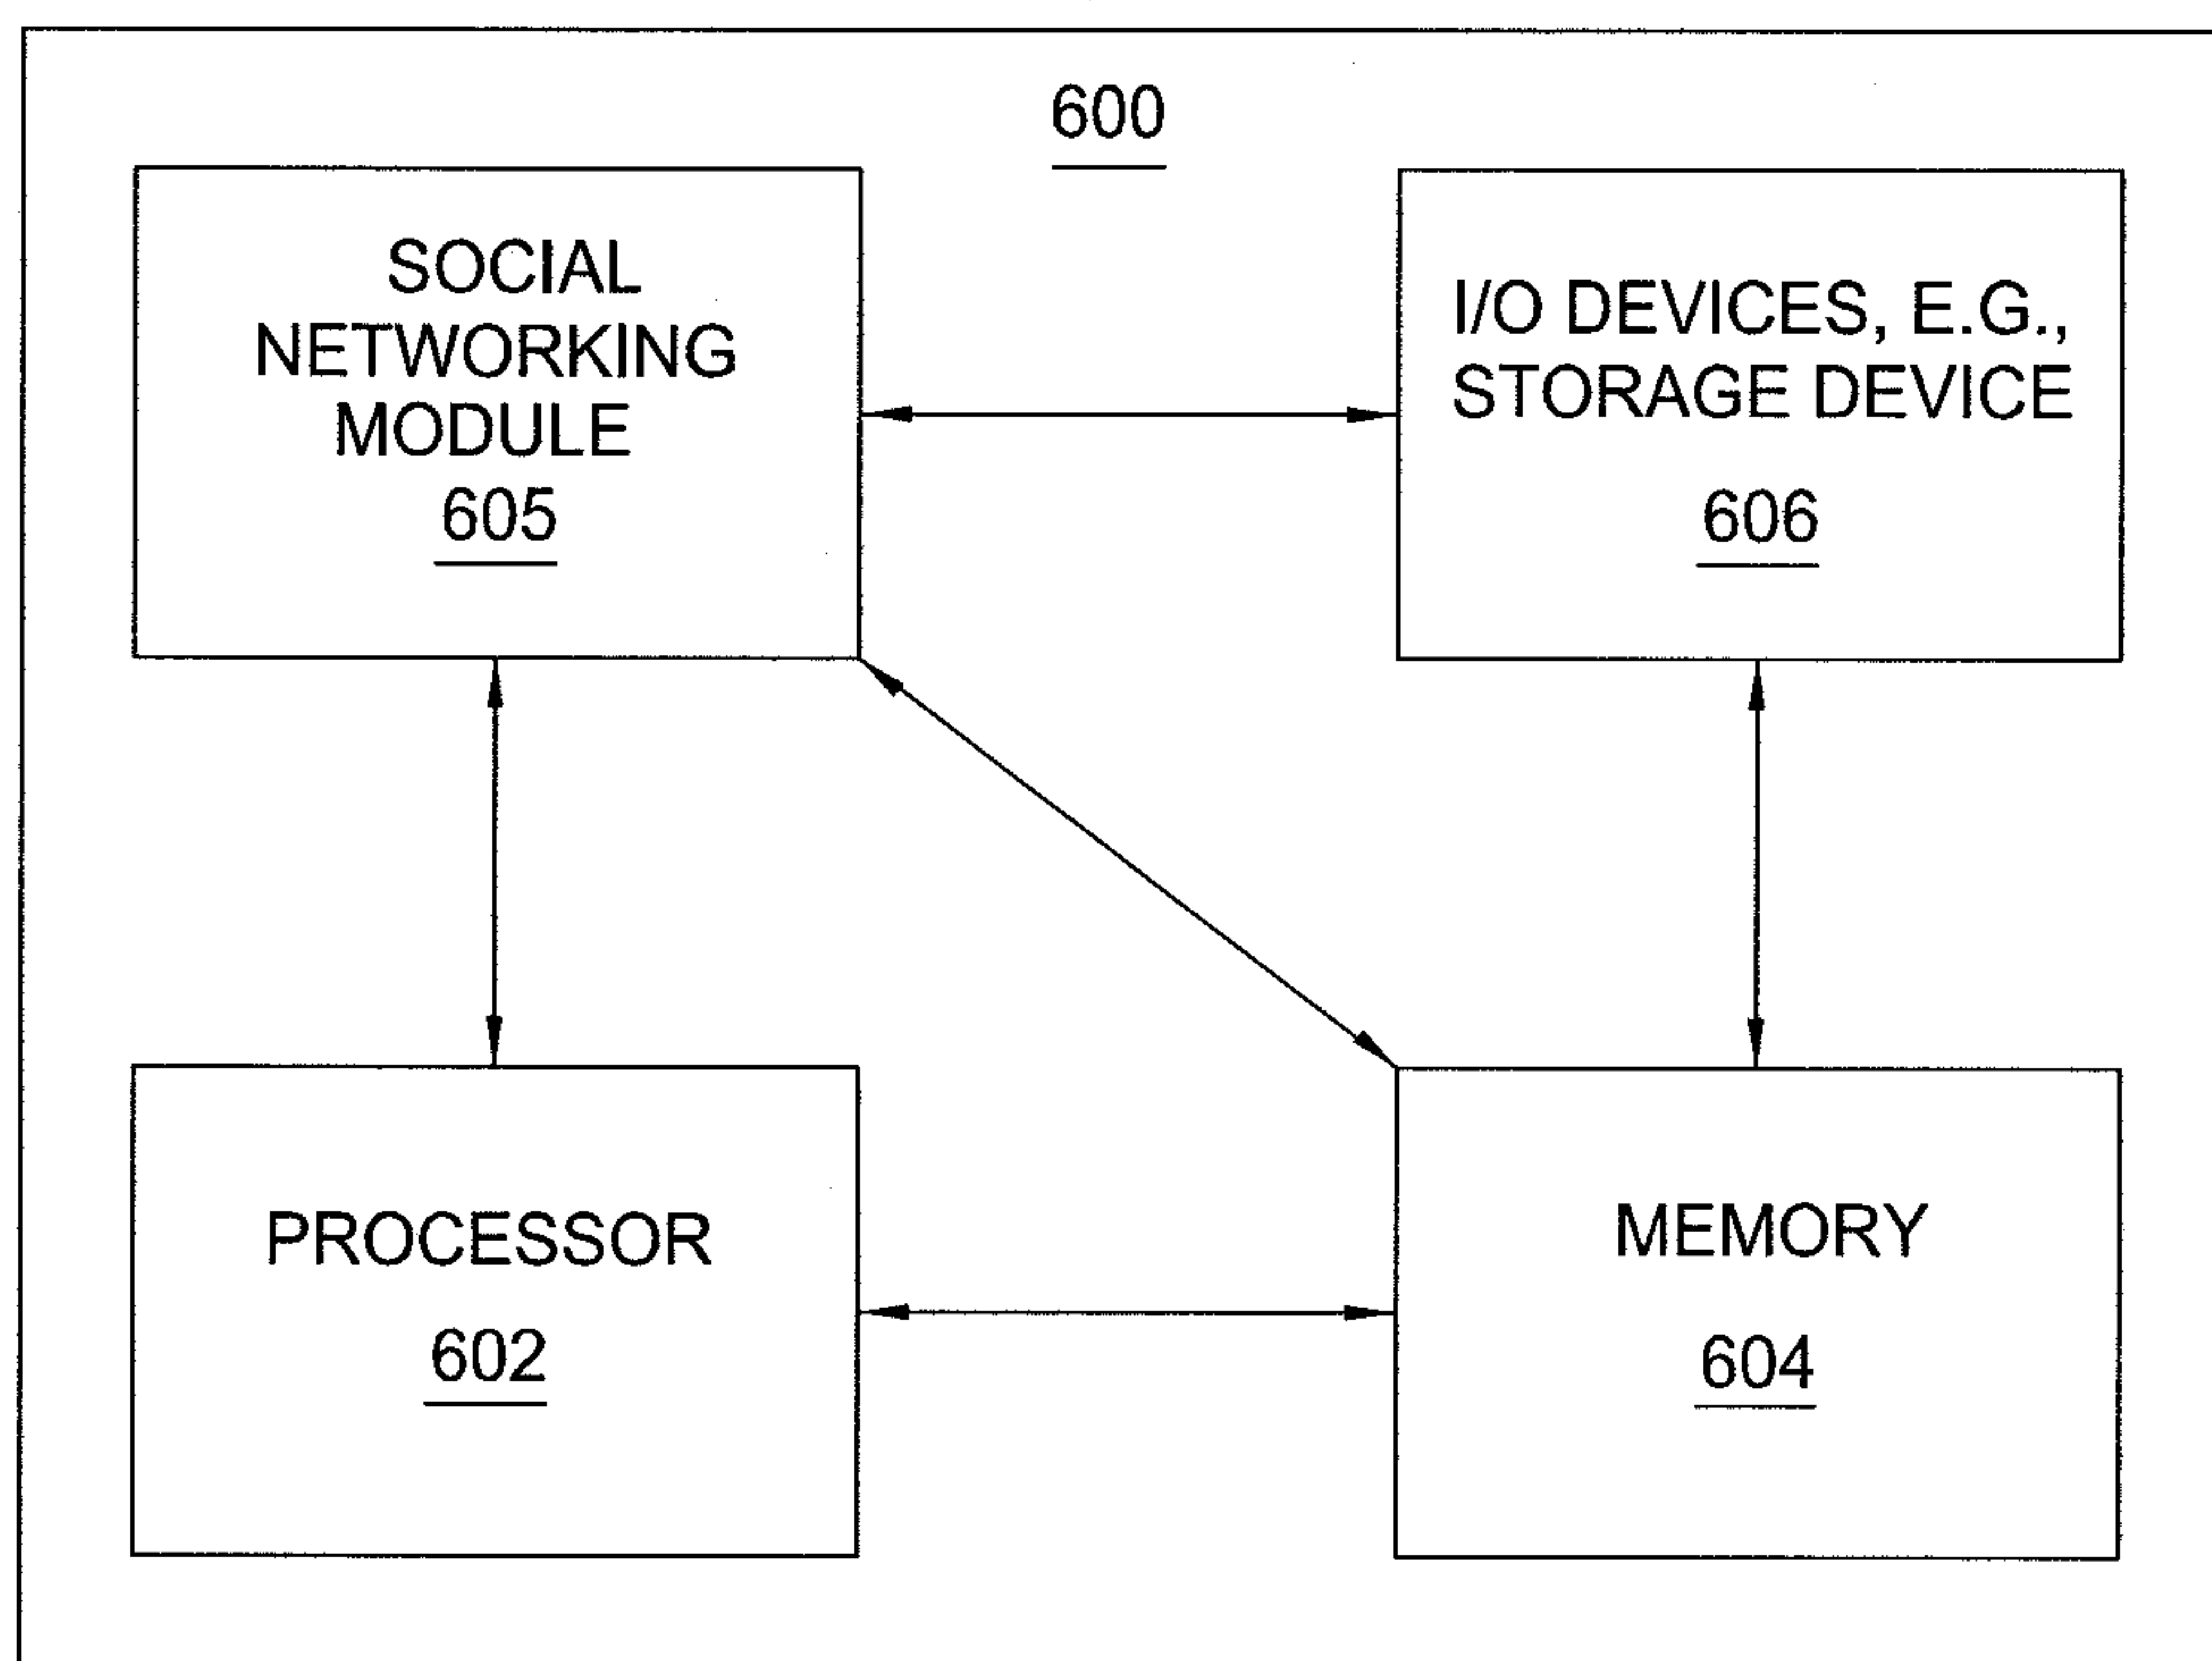 600
SOCIAL
NETWORKING
MODULE
605
I/O DEVICES, E.G.,
STORAGE DEVICE
606
PROCESSOR
602
MEMORY
604